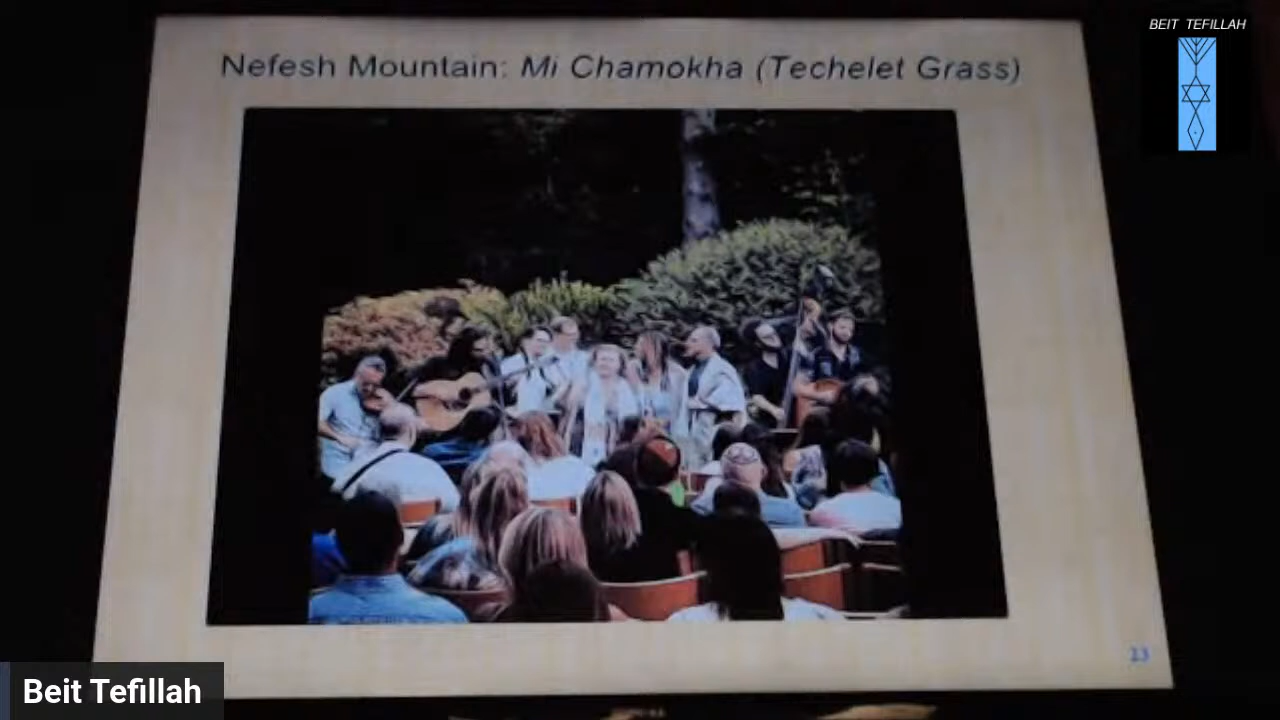 BEIT TEFILLAH
Nefesh Mountain: Mi Chamokha (Techelet Grass)
23
Beit Tefillah